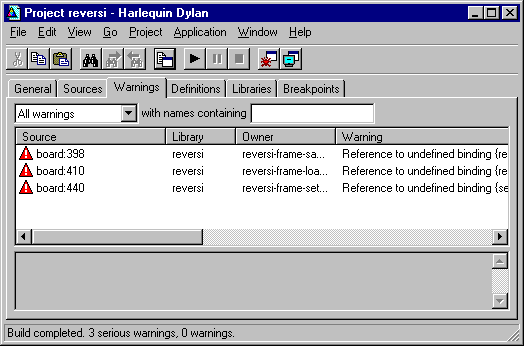 Project reversi - Harlequin Dylan
File Edit View Go Project Application Window Help
General Sources Warnings Definitions Libraries Breakpoints
All warnings with names containing
Source Library Owner Warning
board:398 reversi reversi-frame-sa... Reference to undefined binding {re
board:410 reversi reversi-frame-loa... Reference to undefined binding {re
board:440 reversi reversi-frame-set... Reference to undefined binding {se
Build completed. 3 serious warnings, 0 warnings.